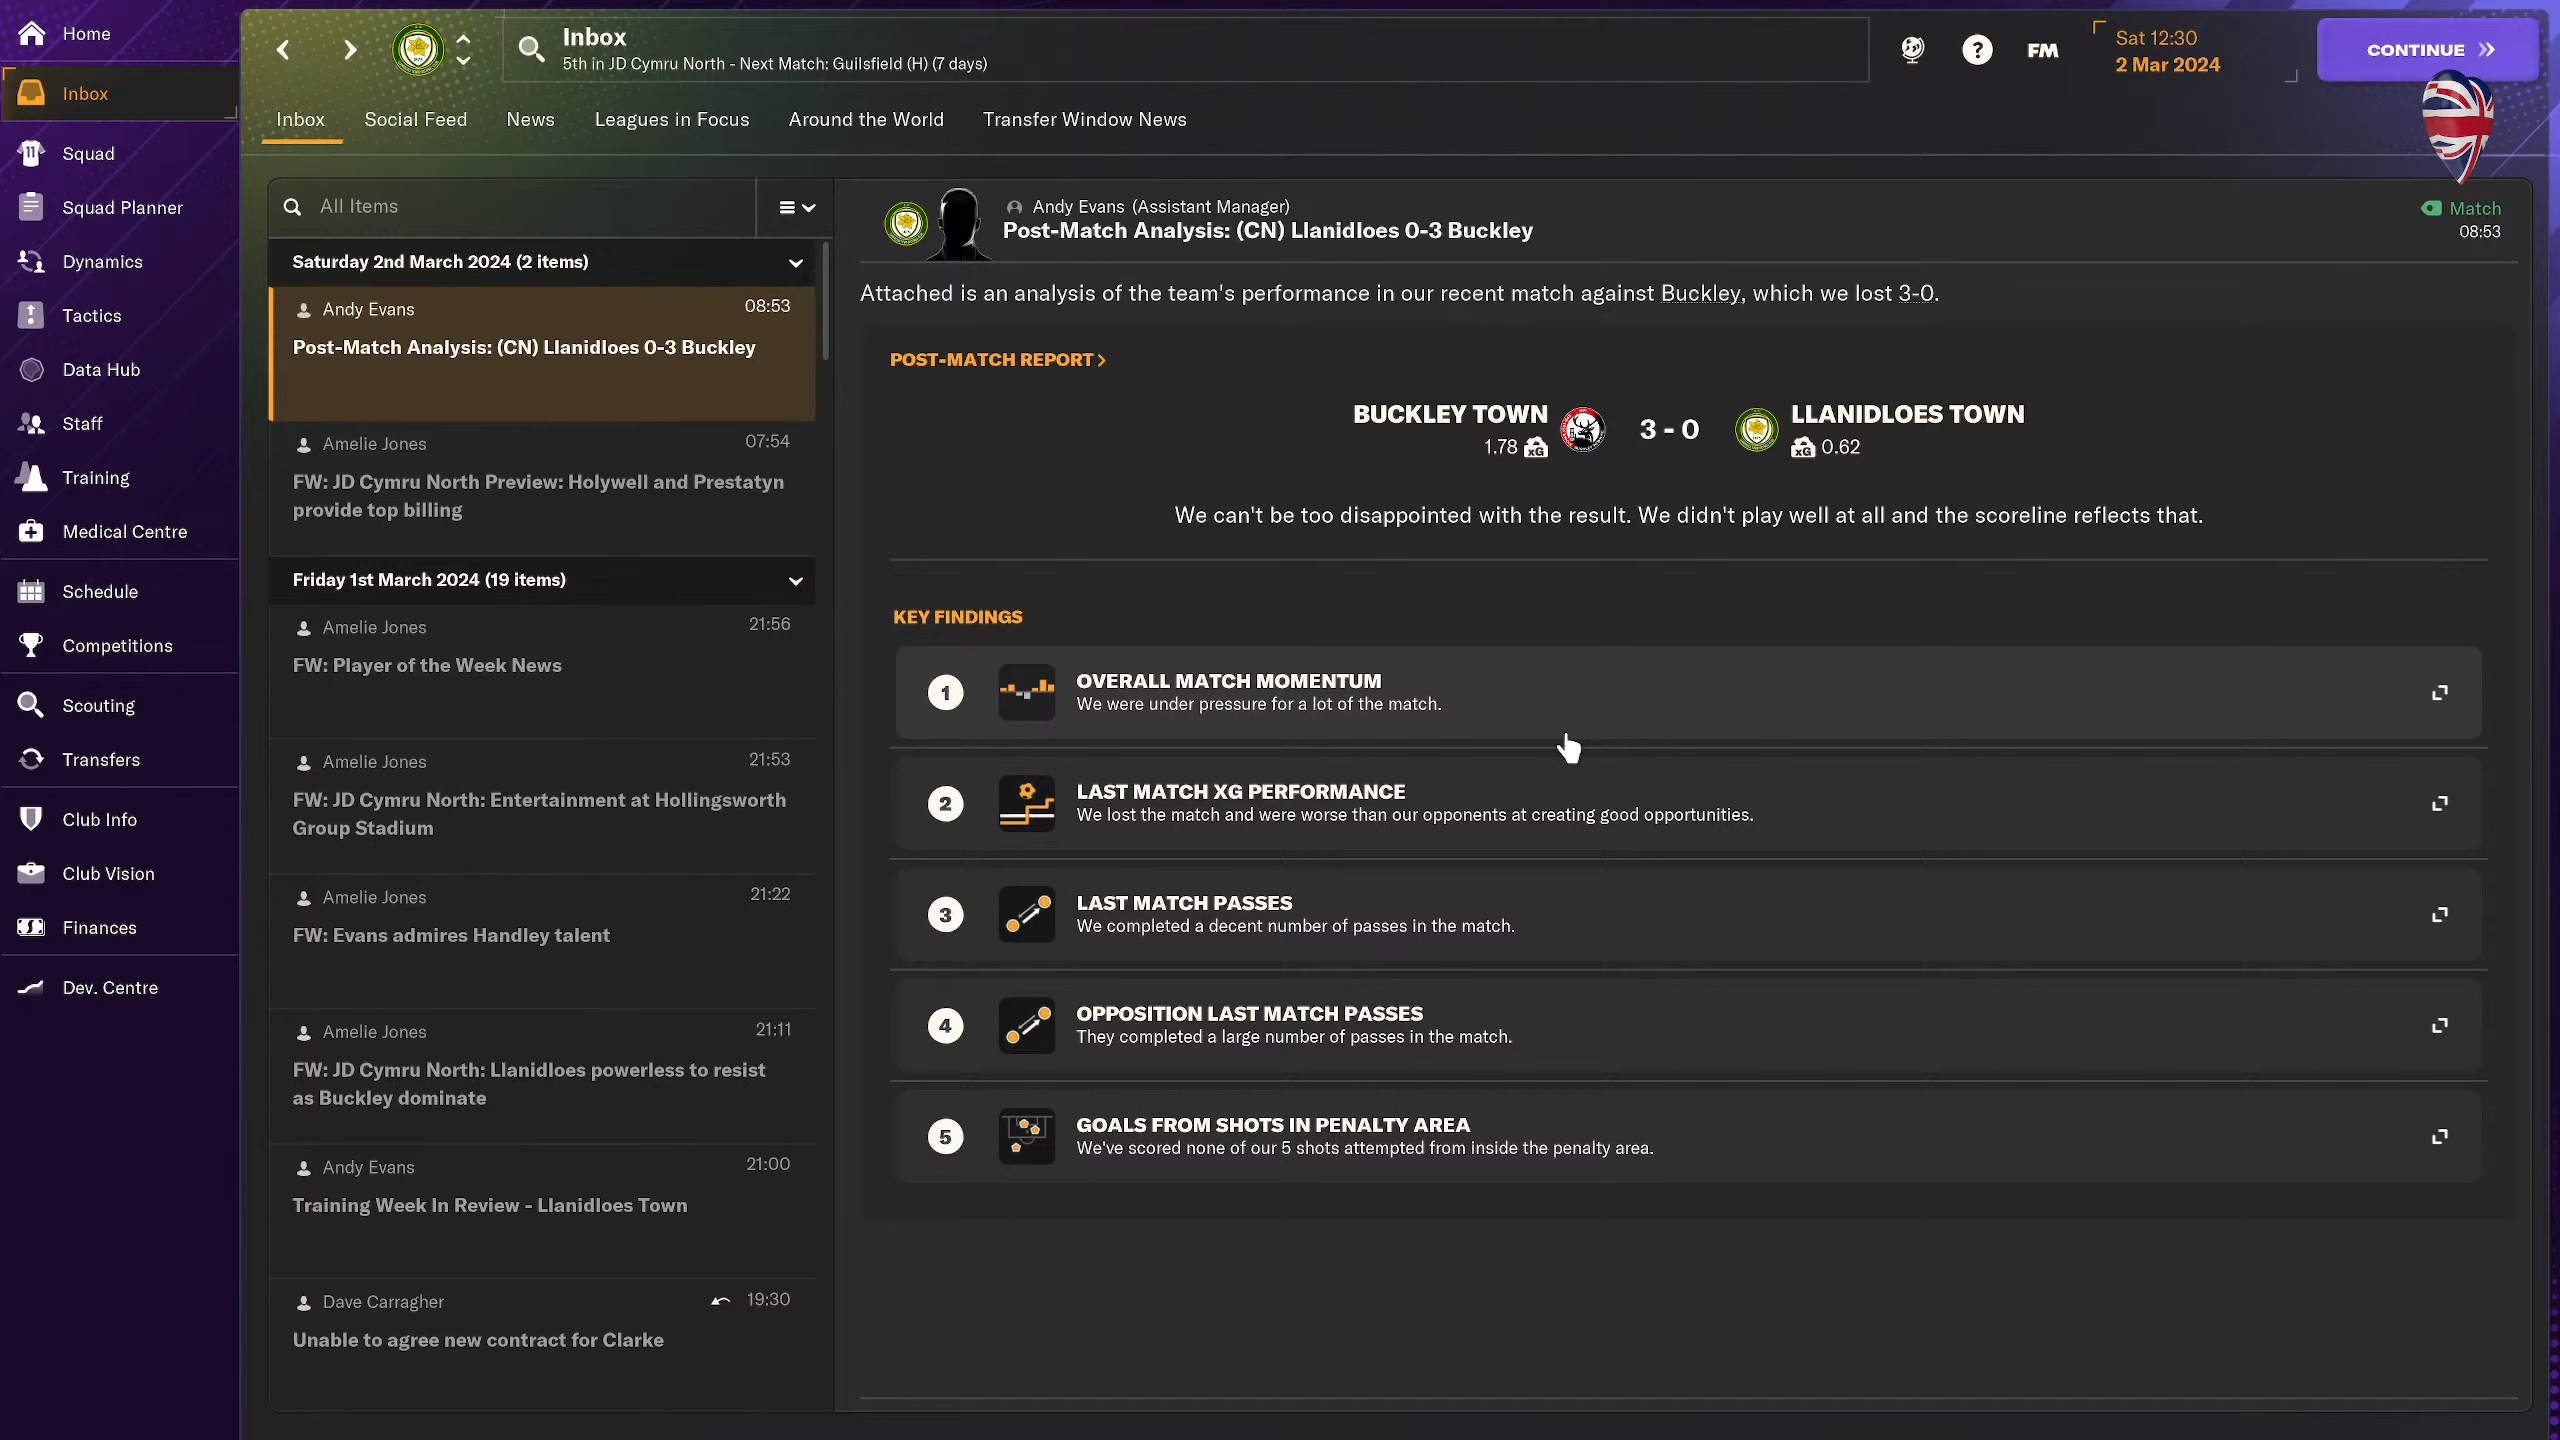 Home
Inbox
Squad
Squad Planner
Dynamics
Tactics
Data Hub
Staff
Training
Medical Centre
Schedule
Competitions
Scouting
Transfers
Club Info
Club Vision
Finances
Dev. Centre
Inbox
5th in JD Cymru North - Next Match: Guilsfield (H) (7 days)
FM
Sat 12:30
2 Mar 2024
CONTINUE
Inbox
Social Feed
News
Leagues in Focus
Around the World
Transfer Window News
All Items
Saturday 2nd March 2024 (2 items)
Andy Evans 08:53
Post-Match Analysis: (CN) Llanidloes 0-3 Buckley
Amelie Jones 07:54
FW: JD Cymru North Preview: Holywell and Prestatyn
provide top billing
Friday 1st March 2024 (19 items)
Amelie Jones 21:56
FW: Player of the Week News
Amelie Jones 21:53
FW: JD Cymru North: Entertainment at Hollingsworth
Group Stadium
Amelie Jones 21:22
FW: Evans admires Handley talent
Amelie Jones 21:11
FW: JD Cymru North: Llanidloes powerless to resist
as Buckley dominate
Andy Evans 21:00
Training Week In Review - Llanidloes Town
Dave Carragher 19:30
Unable to agree new contract for Clarke
Andy Evans (Assistant Manager)
Post-Match Analysis: (CN) Llanidloes 0-3 Buckley
Match
08:53
Attached is an analysis of the team's performance in our recent match against Buckley, which we lost 3-0.
POST-MATCH REPORT
BUCKLEY TOWN 3 - 0 LLANIDLOES TOWN
1.78 xG xG 0.62
We can't be too disappointed with the result. We didn't play well at all and the scoreline reflects that.
KEY FINDINGS
1 OVERALL MATCH MOMENTUM
We were under pressure for a lot of the match.
2 LAST MATCH XG PERFORMANCE
We lost the match and were worse than our opponents at creating good opportunities.
3 LAST MATCH PASSES
We completed a decent number of passes in the match.
4 OPPOSITION LAST MATCH PASSES
They completed a large number of passes in the match.
5 GOALS FROM SHOTS IN PENALTY AREA
We've scored none of our 5 shots attempted from inside the penalty area.